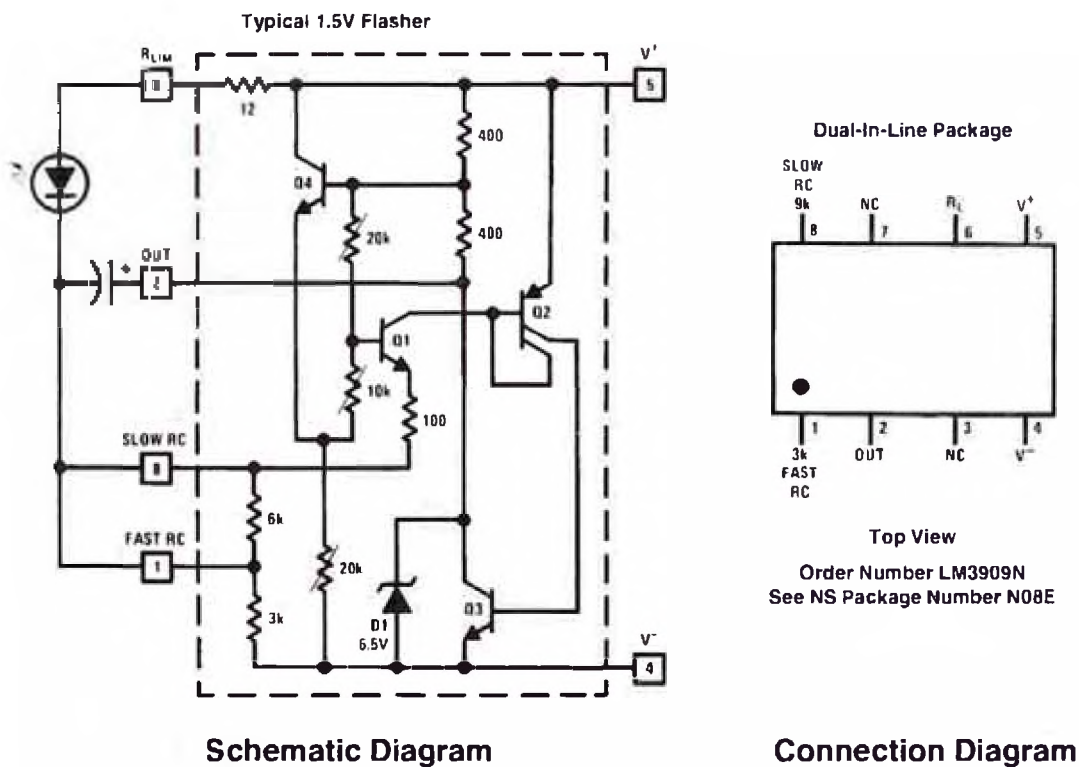 Typical 1.5V Flasher
RLIM
12
V+
5
400
Q4
20k
400
OUT
2
Q2
Q1
10k
100
SLOW RC
8
6k
FAST RC
1
20k
3k
D1
6.5V
Q3
V-
4
Schematic Diagram
Dual-In-Line Package
SLOW
RC
9k
NC
RL
V+
8
7
6
5
1
2
3
4
3k
FAST
RC
OUT
NC
V-
Top View
Order Number LM3909N
See NS Package Number N08E
Connection Diagram